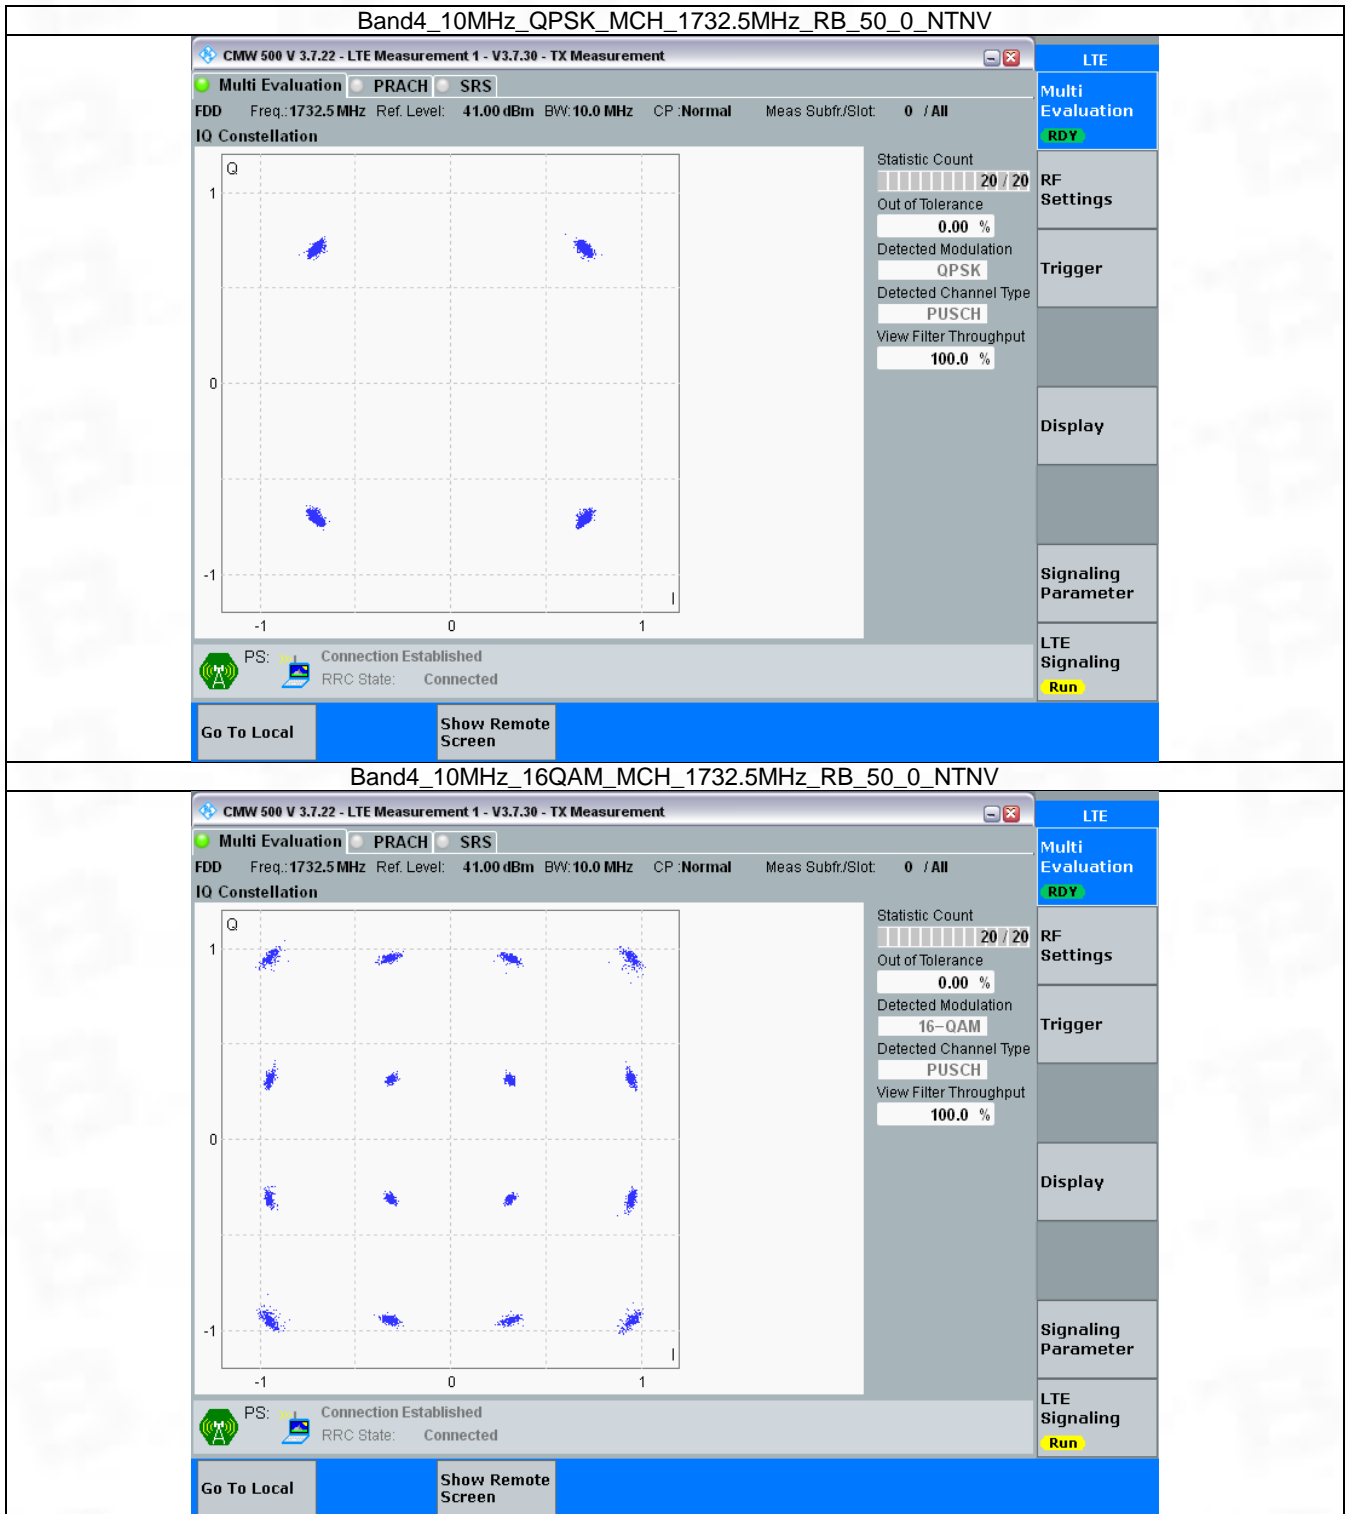 Band4_10MHz_QPSK_MCH_1732.5MHz_RB_50_0_NTNV
CMW 500 V 3.7.22 - LTE Measurement 1 - V3.7.30 - TX Measurement
LTE
Multi Evaluation PRACH SRS
Multi
Evaluation
RDY
FDD Freq.: 1732.5 MHz Ref. Level: 41.00 dBm BW: 10.0 MHz CP : Normal Meas Subfr./Slot: 0 / All
IQ Constellation
Q
1
0
-1
I
-1 0 1
Statistic Count
20 / 20
Out of Tolerance
0.00 %
Detected Modulation
QPSK
Detected Channel Type
PUSCH
View Filter Throughput
100.0 %
RF
Settings
Trigger
Display
Signaling
Parameter
LTE
Signaling
Run
PS: Connection Established
RRC State: Connected
Go To Local
Show Remote
Screen
Band4_10MHz_16QAM_MCH_1732.5MHz_RB_50_0_NTNV
CMW 500 V 3.7.22 - LTE Measurement 1 - V3.7.30 - TX Measurement
LTE
Multi Evaluation PRACH SRS
Multi
Evaluation
RDY
FDD Freq.: 1732.5 MHz Ref. Level: 41.00 dBm BW: 10.0 MHz CP : Normal Meas Subfr./Slot: 0 / All
IQ Constellation
Q
1
0
-1
I
-1 0 1
Statistic Count
20 / 20
Out of Tolerance
0.00 %
Detected Modulation
16-QAM
Detected Channel Type
PUSCH
View Filter Throughput
100.0 %
RF
Settings
Trigger
Display
Signaling
Parameter
LTE
Signaling
Run
PS: Connection Established
RRC State: Connected
Go To Local
Show Remote
Screen